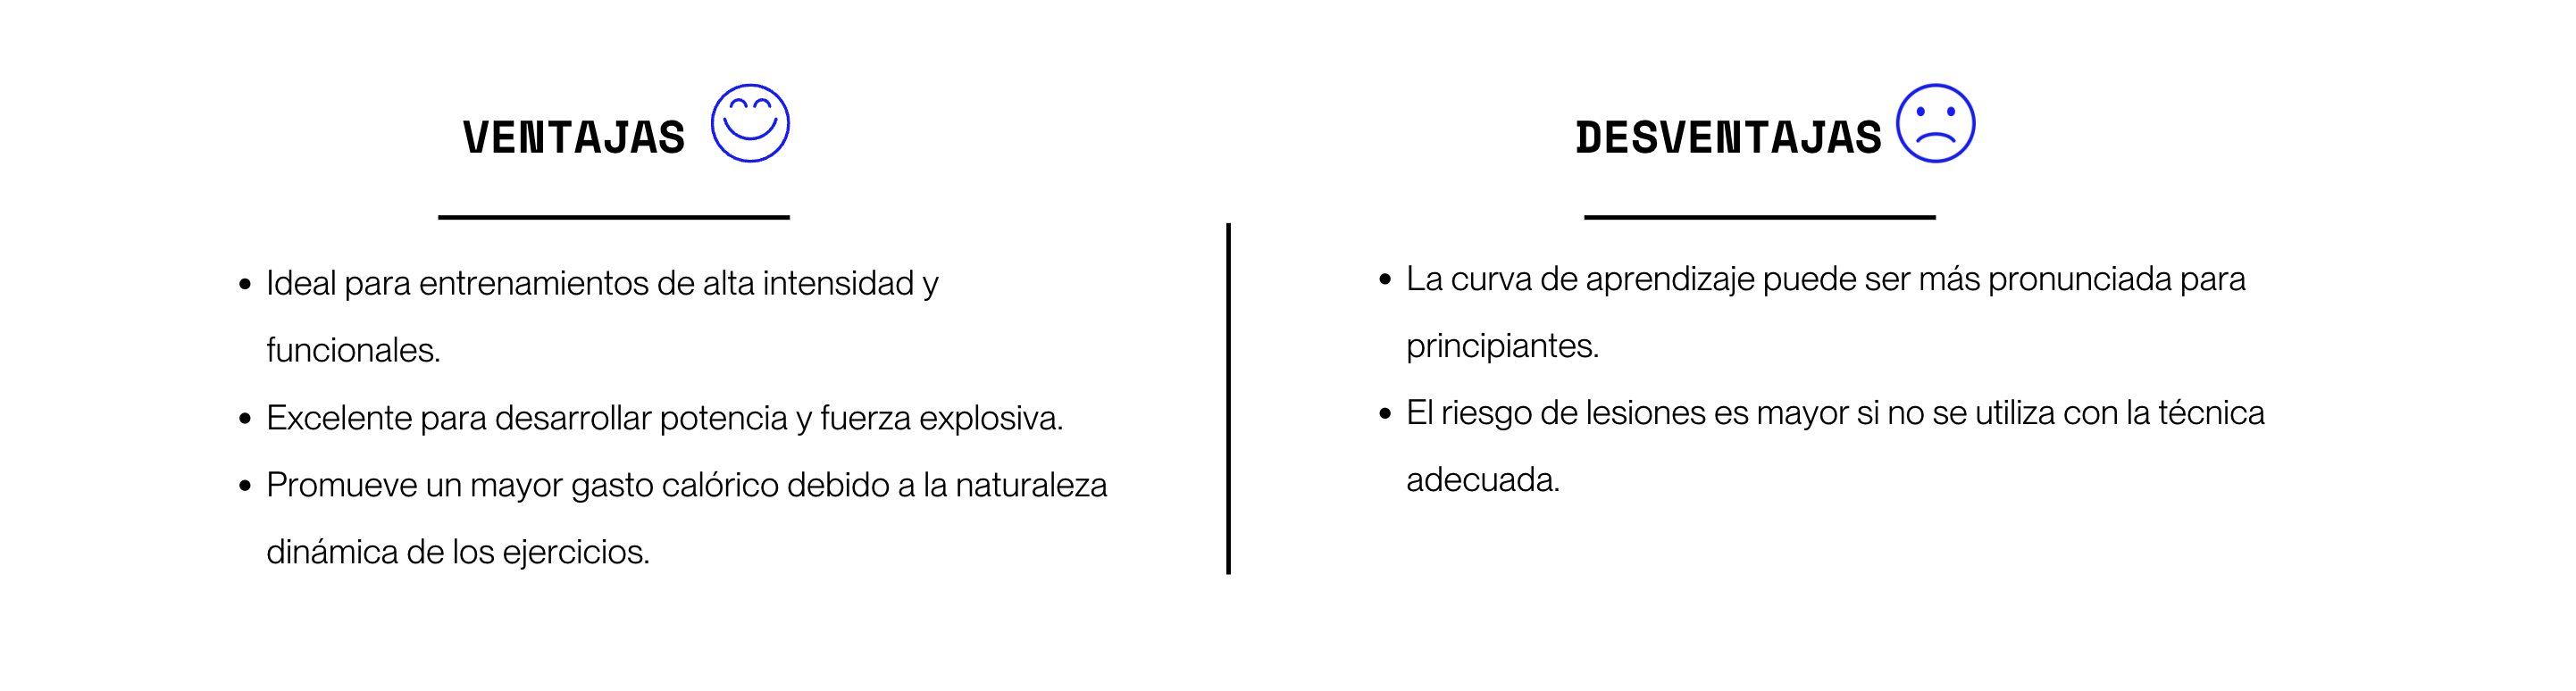 VENTAJAS
• Ideal para entrenamientos de alta intensidad y
funcionales.
• Excelente para desarrollar potencia y fuerza explosiva.
• Promueve un mayor gasto calórico debido a la naturaleza
dinámica de los ejercicios.
DESVENTAJAS
• La curva de aprendizaje puede ser más pronunciada para
principiantes.
• El riesgo de lesiones es mayor si no se utiliza con la técnica
adecuada.